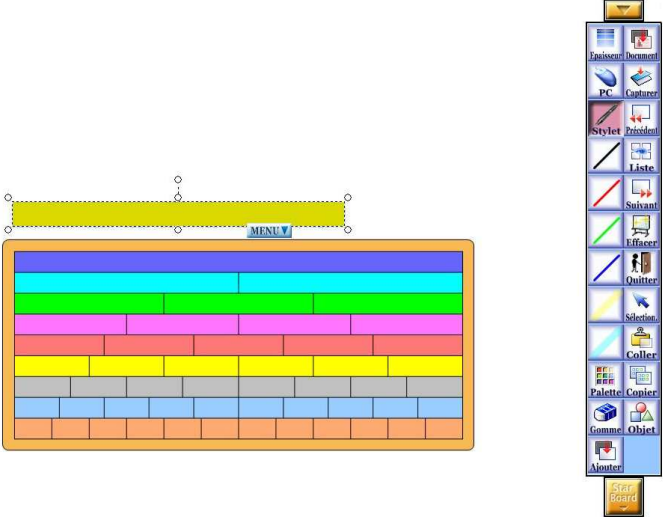 MENU
Epaisseur Document
PC Capturer
Stylet Précédent
Liste
Suivant
Effacer
Quitter
Sélection.
Coller
Palette Copier
Gomme Objet
Ajouter
Star
Board